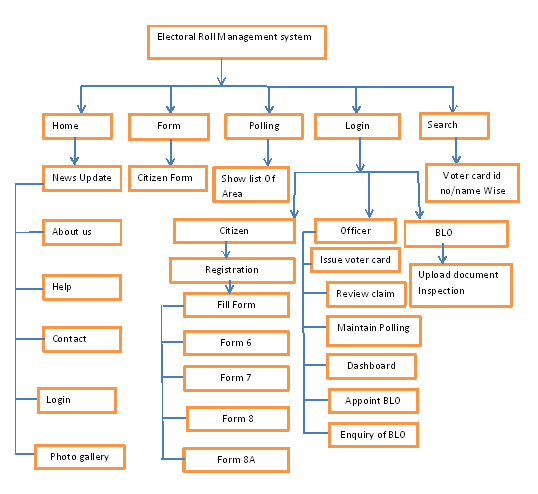 Electoral Roll Management system
Home
Form
Polling
Login
Search
News Update
Citizen Form
Show list Of
Area
Voter card id
no/name Wise
About us
Citizen
Officer
BLO
Issue voter card
Registration
Upload document
Inspection
Help
Review claim
Fill Form
Maintain Polling
Contact
Form 6
Dashboard
Form 7
Login
Appoint BLO
Form 8
Enquiry of BLO
Photo gallery
Form 8A